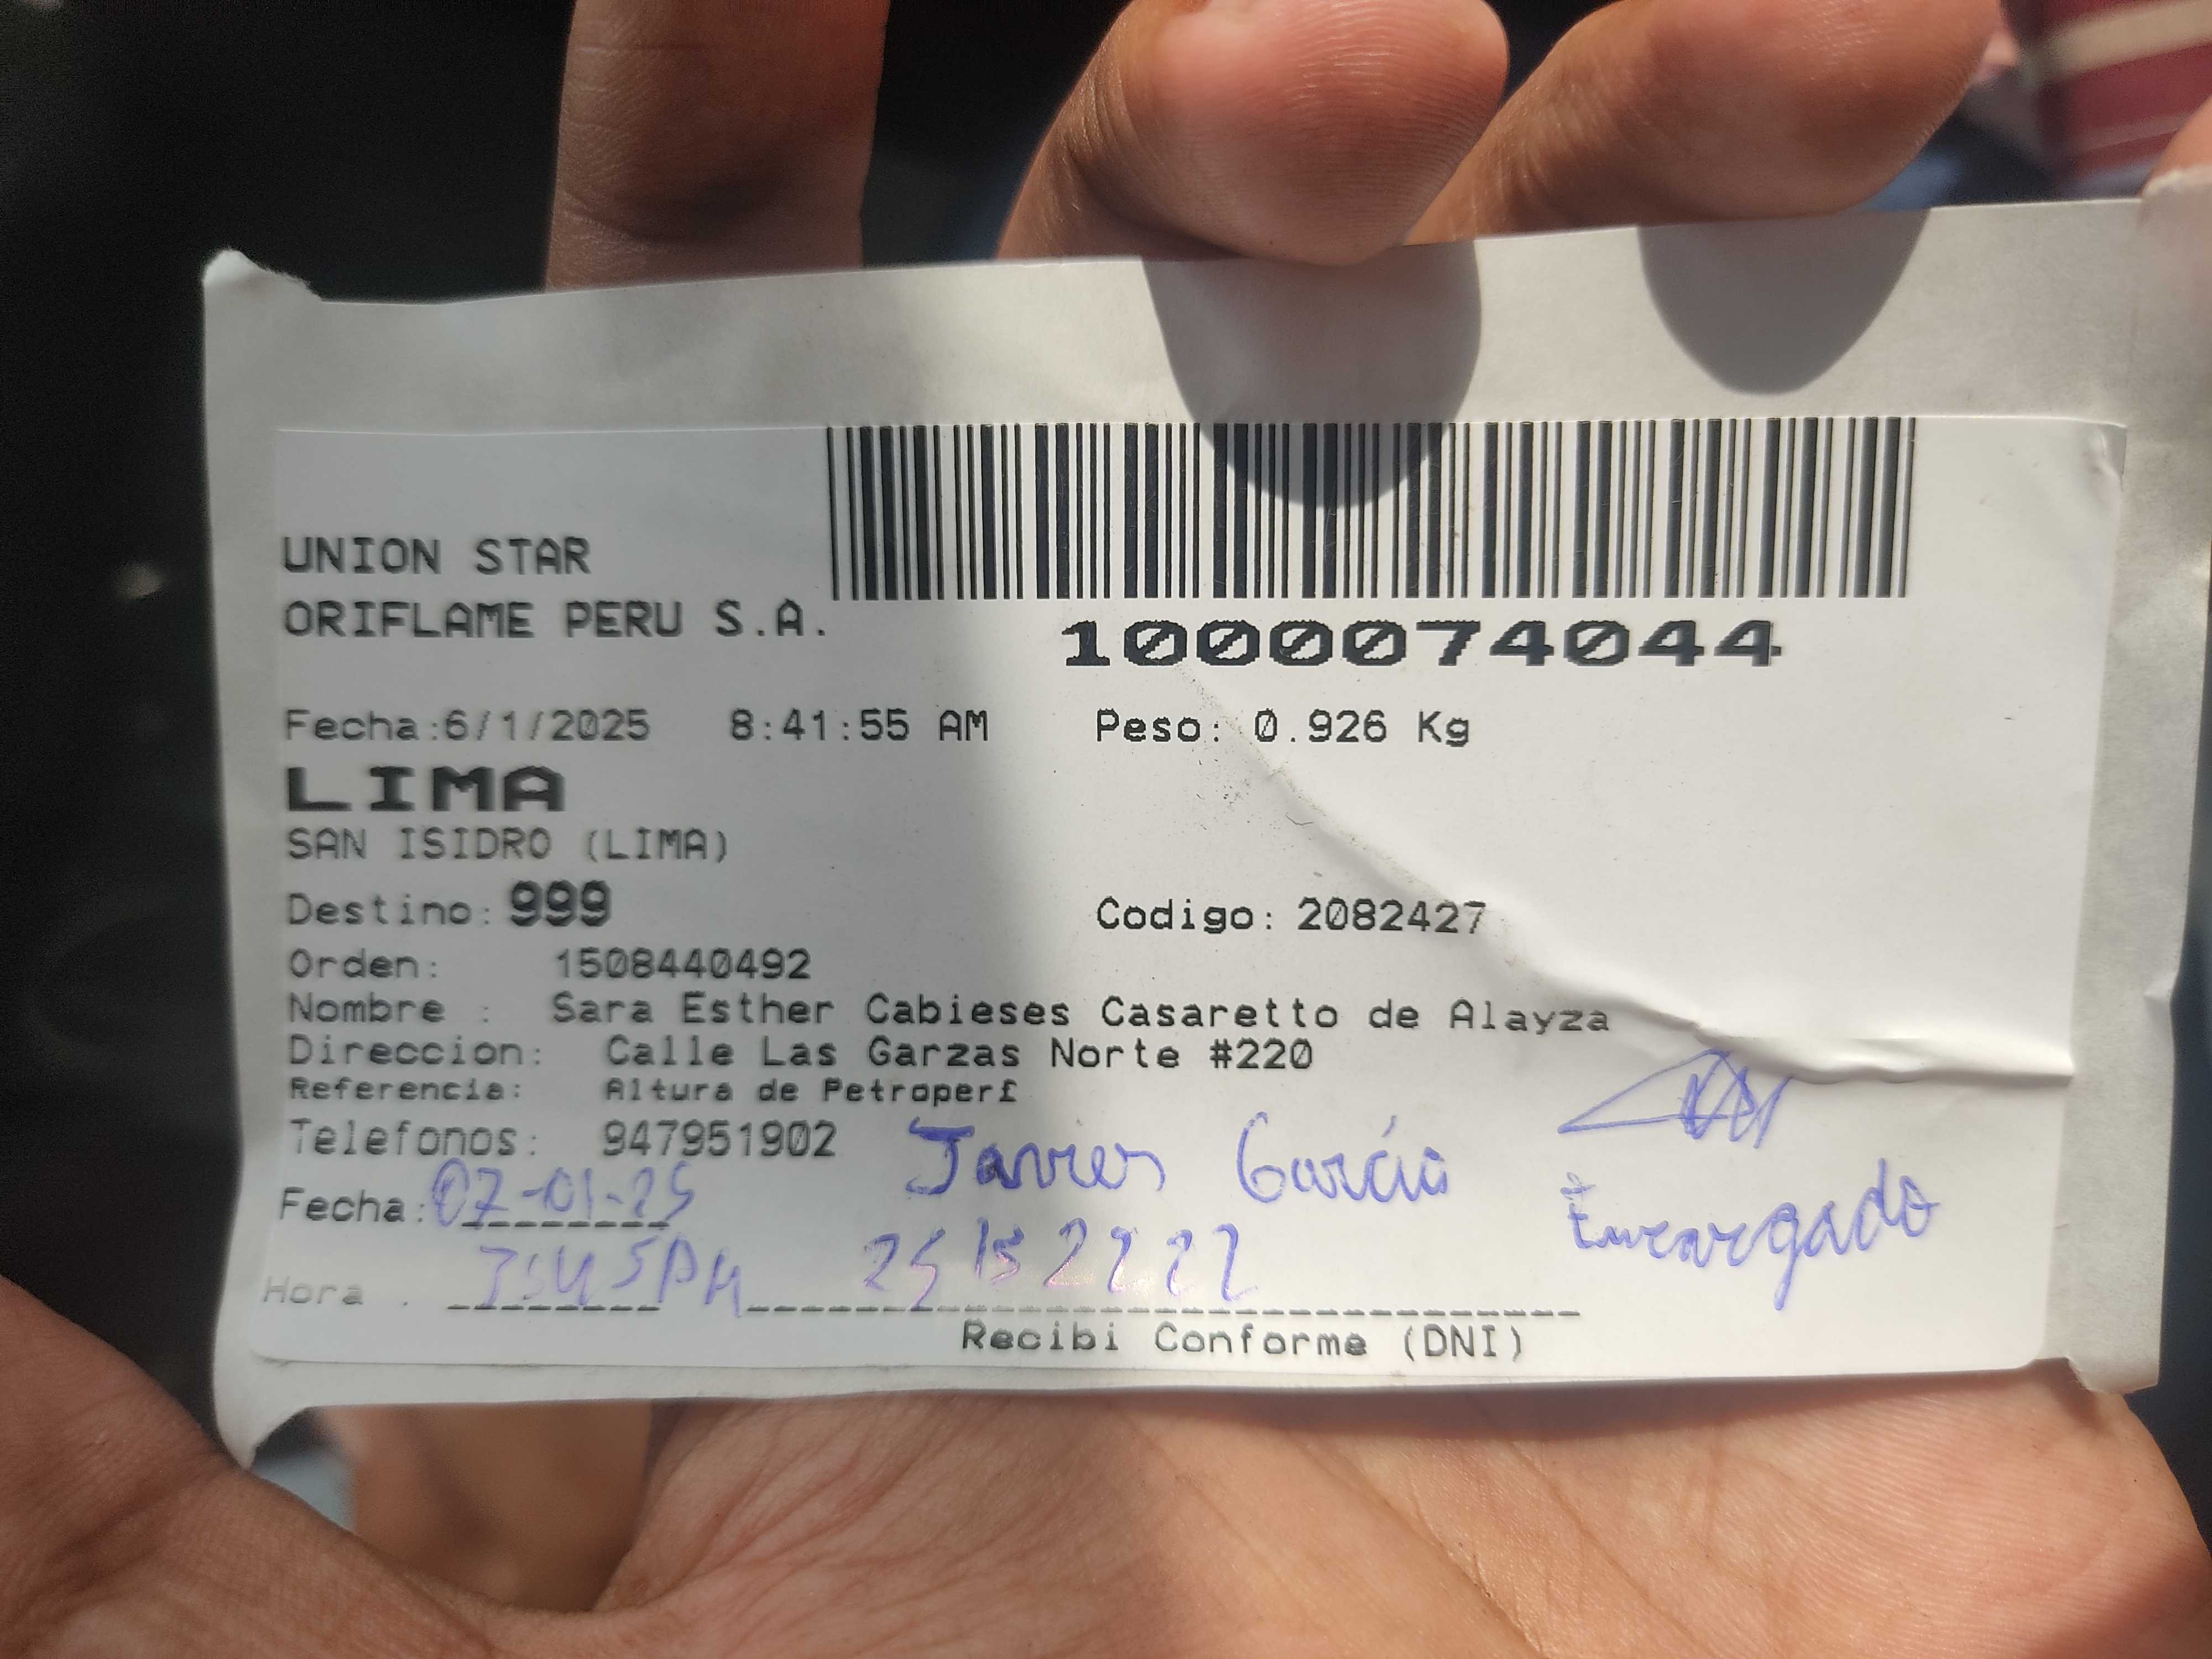 UNION STAR
ORIFLAME PERU S.A.
1000074044
Fecha:6/1/2025 8:41:55 AM Peso: 0.926 Kg
LIMA
SAN ISIDRO (LIMA)
Destino: 999 Codigo: 2082427
Orden: 1508440492
Nombre : Sara Esther Cabieses Casaretto de Alayza
Direccion: Calle Las Garzas Norte #220
Referencia: Altura de Petroper£
Telefonos: 947951902
Javier García
Fecha: 07-01-25 Encargado
Hora .
Recibi Conforme (DNI)